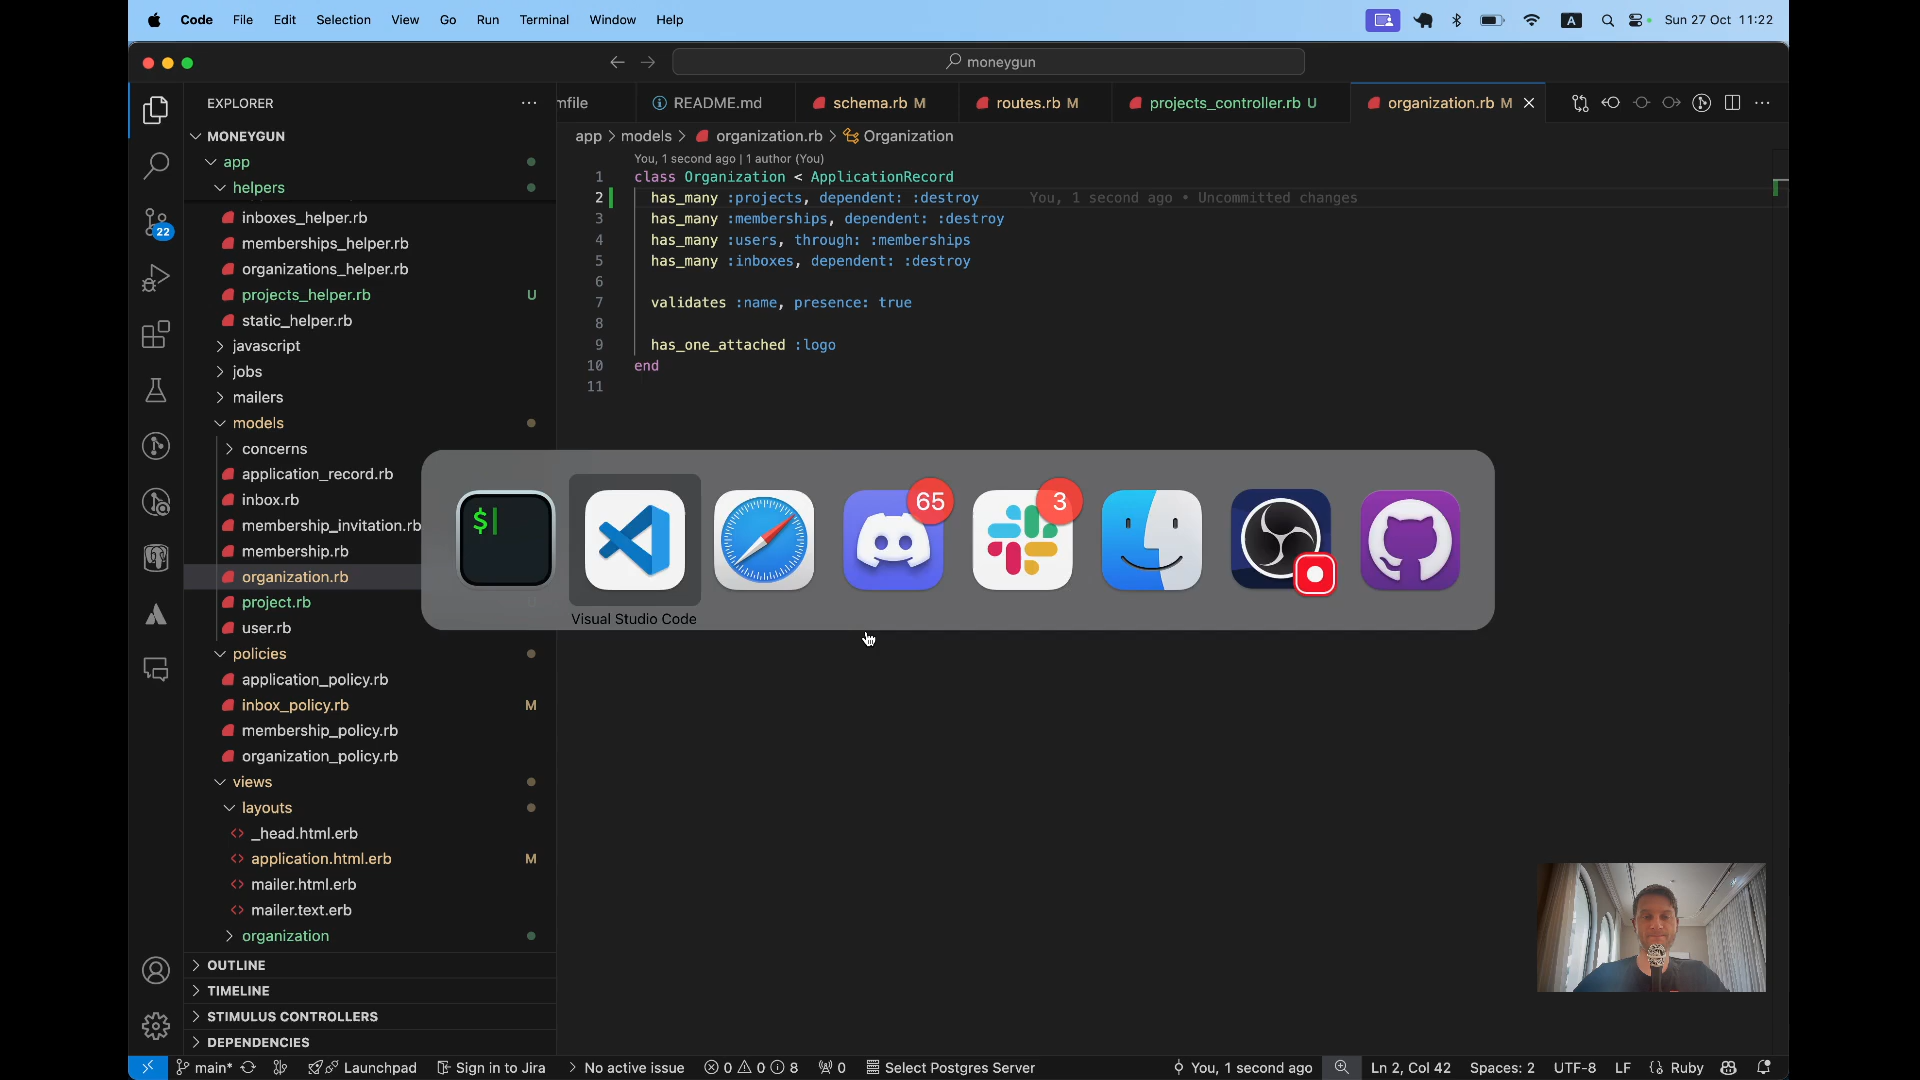 Code File Edit Selection View Go Run Terminal Window Help
A Sun 27 Oct 11:22
moneygun
EXPLORER
nfile README.md schema.rb M routes.rb M projects_controller.rb U organization.rb M
MONEYGUN
app > models > organization.rb > Organization
You, 1 second ago | 1 author (You)
1 class Organization < ApplicationRecord
2 has_many :projects, dependent: :destroy You, 1 second ago • Uncommitted changes
3 has_many :memberships, dependent: :destroy
4 has_many :users, through: :memberships
5 has_many :inboxes, dependent: :destroy
6
7 validates :name, presence: true
8
9 has_one_attached :logo
10 end
11
22
app
helpers
inboxes_helper.rb
memberships_helper.rb
organizations_helper.rb
projects_helper.rb U
static_helper.rb
javascript
jobs
mailers
models
concerns
application_record.rb
inbox.rb
membership_invitation.rb
membership.rb
organization.rb
project.rb
user.rb
policies
application_policy.rb
inbox_policy.rb M
membership_policy.rb
organization_policy.rb
views
layouts
_head.html.erb
application.html.erb M
mailer.html.erb
mailer.text.erb
organization
OUTLINE
TIMELINE
STIMULUS CONTROLLERS
DEPENDENCIES
$
65
3
Visual Studio Code
main* Launchpad Sign in to Jira No active issue 0 0 8 0 Select Postgres Server You, 1 second ago Ln 2, Col 42 Spaces: 2 UTF-8 LF Ruby